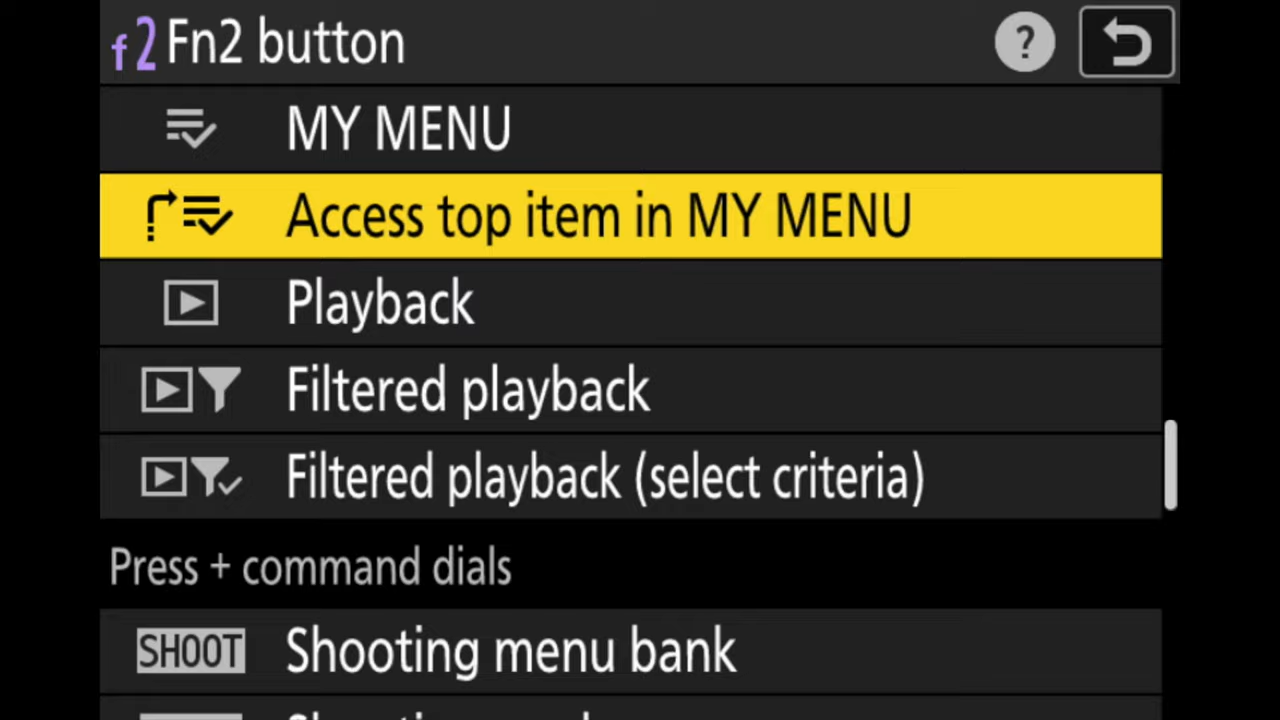 f2 Fn2 button ?
MY MENU
Access top item in MY MENU
Playback
Filtered playback
Filtered playback (select criteria)
Press + command dials
SHOOT Shooting menu bank